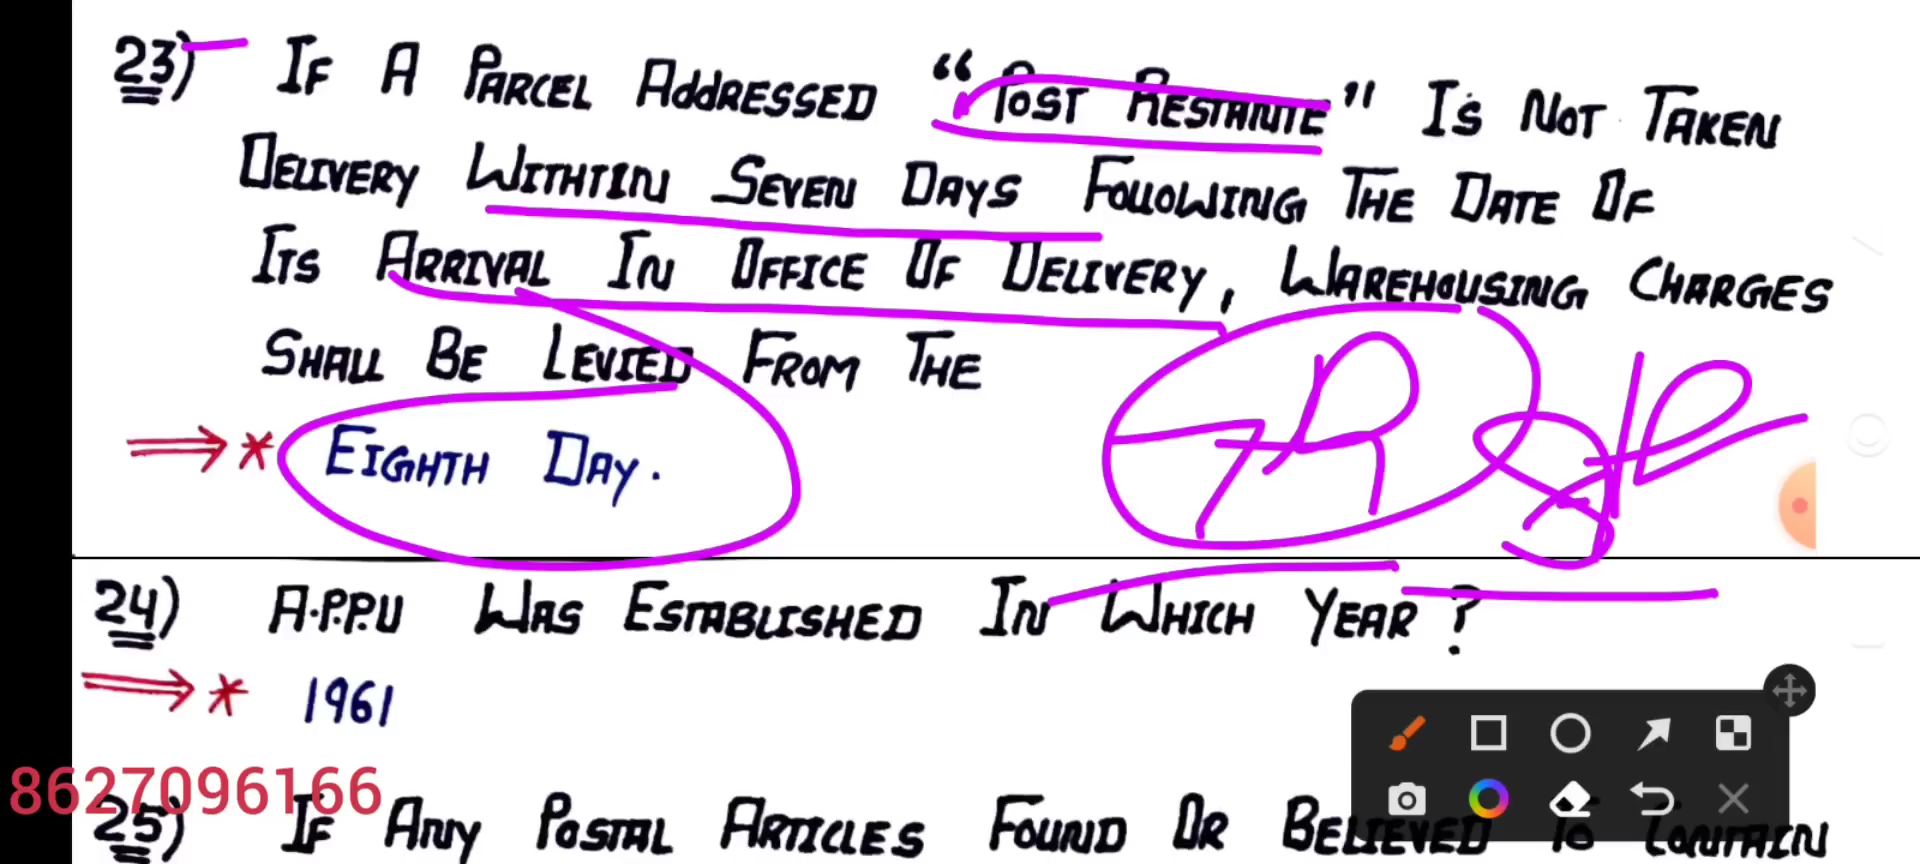 23) If A Parcel Addressed "Post Restante" Is Not Taken
Delivery Within Seven Days Following The Date Of
Its Arrival In Office Of Delivery, Warehousing Charges
Shall Be Levied From The
⇒ * Eighth Day.
24) A.P.P.U Was Established In Which Year ?
⇒ * 1961
8627096166
25) If Any Postal Articles Found Or Believed To Contain